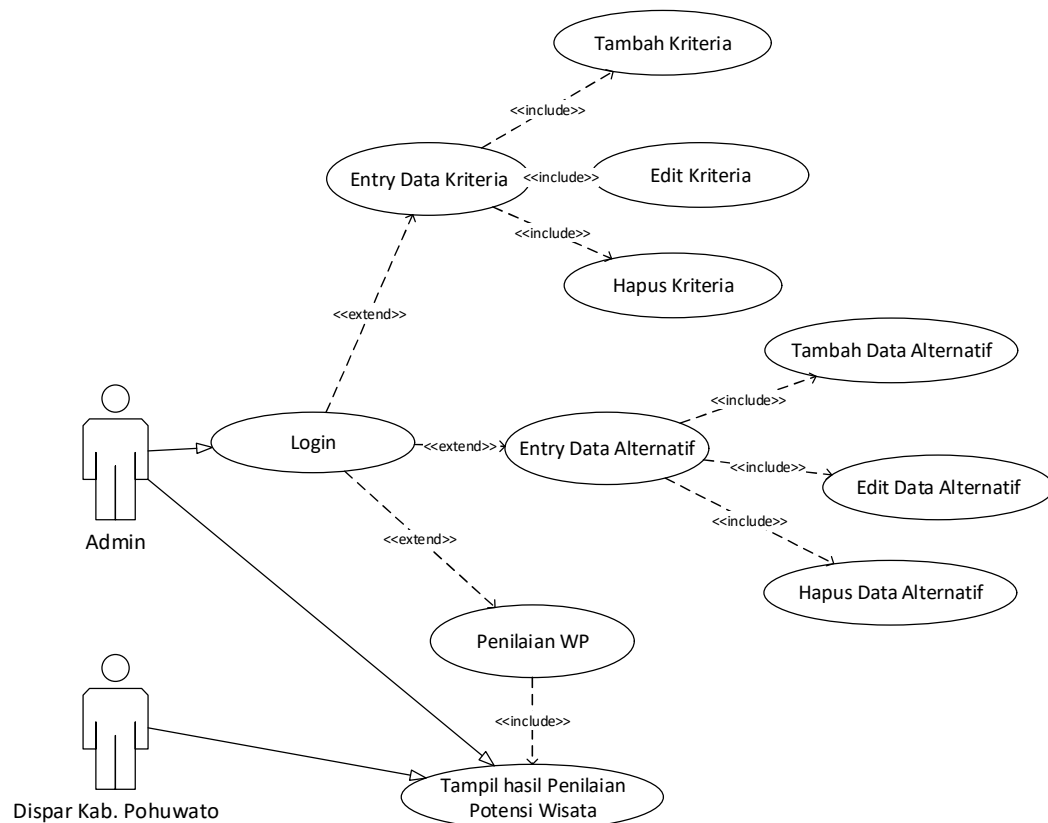 Tambah Kriteria
<<include>>
Entry Data Kriteria
<<include>>
Edit Kriteria
<<include>>
Hapus Kriteria
<<extend>>
Tambah Data Alternatif
<<include>>
Login
<<extend>>
Entry Data Alternatif
<<include>>
Edit Data Alternatif
<<include>>
Admin
<<extend>>
Hapus Data Alternatif
Penilaian WP
<<include>>
Tampil hasil Penilaian
Potensi Wisata
Dispar Kab. Pohuwato